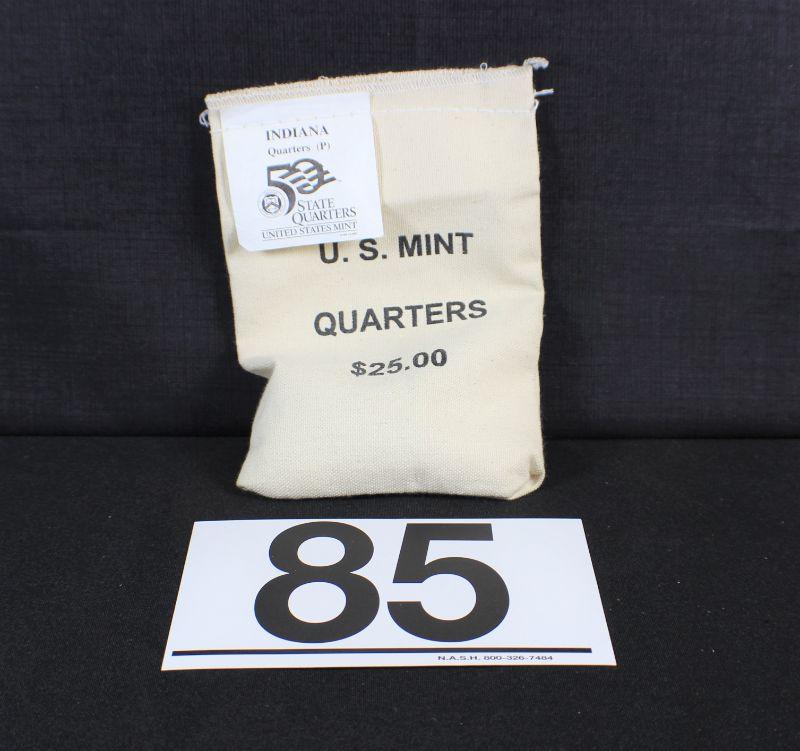 INDIANA
Quarters (P)
50
STATE
QUARTERS
UNITED STATES MINT
U. S. MINT
QUARTERS
$25.00
85
N.A.S.H. 800-326-7484